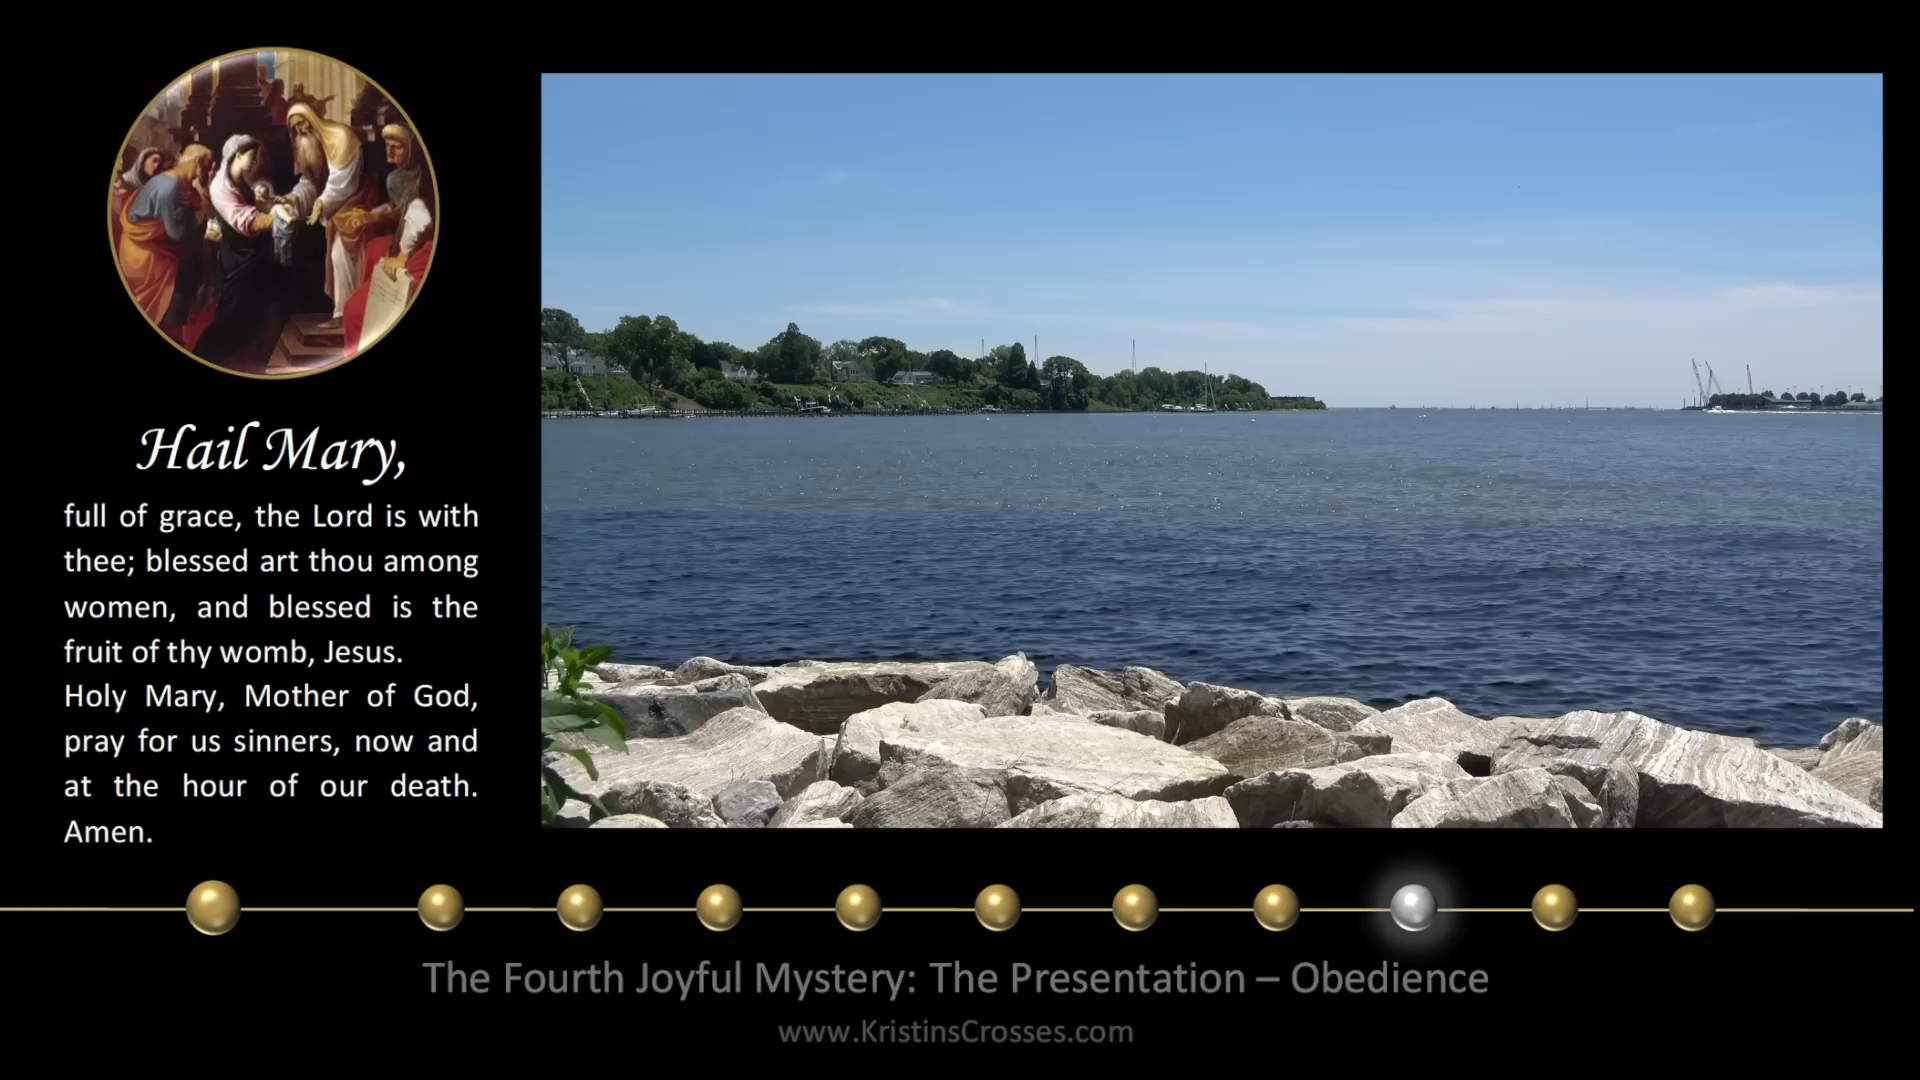 Hail Mary,
full of grace, the Lord is with
thee; blessed art thou among
women, and blessed is the
fruit of thy womb, Jesus.
Holy Mary, Mother of God,
pray for us sinners, now and
at the hour of our death.
Amen.
The Fourth Joyful Mystery: The Presentation – Obedience
www.KristinsCrosses.com